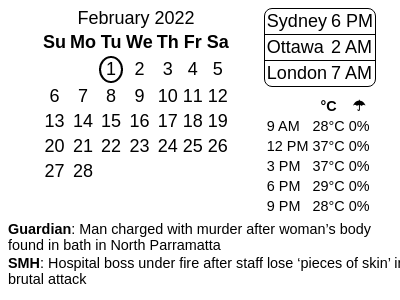 February 2022
Su Mo Tu We Th Fr Sa
1 2 3 4 5
6 7 8 9 10 11 12
13 14 15 16 17 18 19
20 21 22 23 24 25 26
27 28
Sydney 6 PM
Ottawa 2 AM
London 7 AM
°C ☂
9 AM 28°C 0%
12 PM 37°C 0%
3 PM 37°C 0%
6 PM 29°C 0%
9 PM 28°C 0%
Guardian: Man charged with murder after woman’s body
found in bath in North Parramatta
SMH: Hospital boss under fire after staff lose ‘pieces of skin’ in
brutal attack